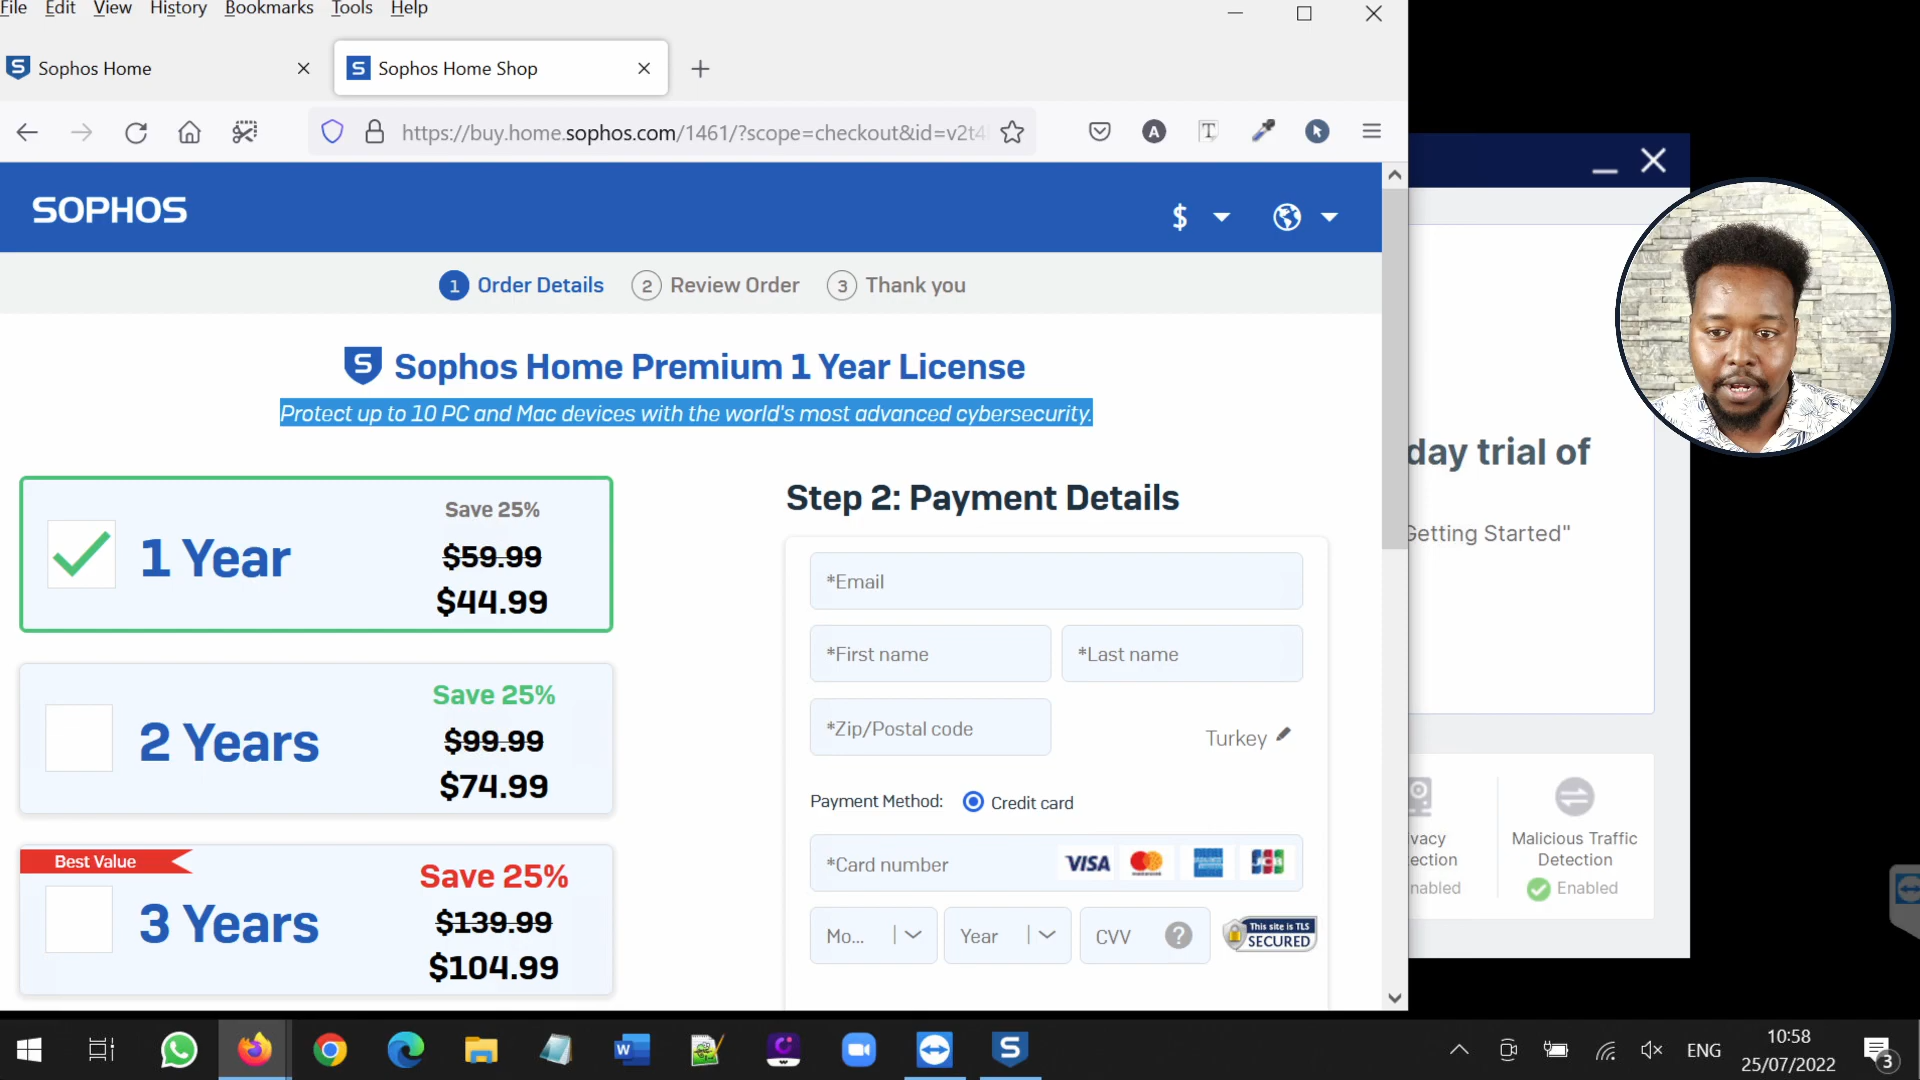 File Edit View History Bookmarks Tools Help
Sophos Home
Sophos Home Shop
https://buy.home.sophos.com/1461/?scope=checkout&id=v2t4
SOPHOS
$
1 Order Details 2 Review Order 3 Thank you
Sophos Home Premium 1 Year License
Protect up to 10 PC and Mac devices with the world's most advanced cybersecurity.
1 Year
Save 25%
$59.99
$44.99
2 Years
Save 25%
$99.99
$74.99
Best Value
3 Years
Save 25%
$139.99
$104.99
Step 2: Payment Details
*Email
*First name
*Last name
*Zip/Postal code
Turkey
Payment Method: Credit card
*Card number
VISA
mastercard
JCB
Mo...
Year
CVV
?
This site is TLS
SECURED
day trial of
Getting Started"
vacy
ection
nabled
Malicious Traffic
Detection
Enabled
ENG
10:58
25/07/2022
3